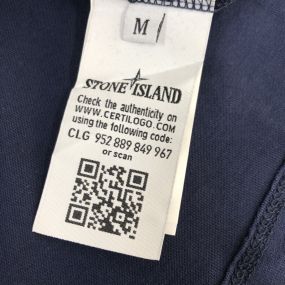 M
STONE ISLAND
Check the authenticity on
WWW.CERTILOGO.COM
using the following code:
CLG 952 889 849 967
or scan